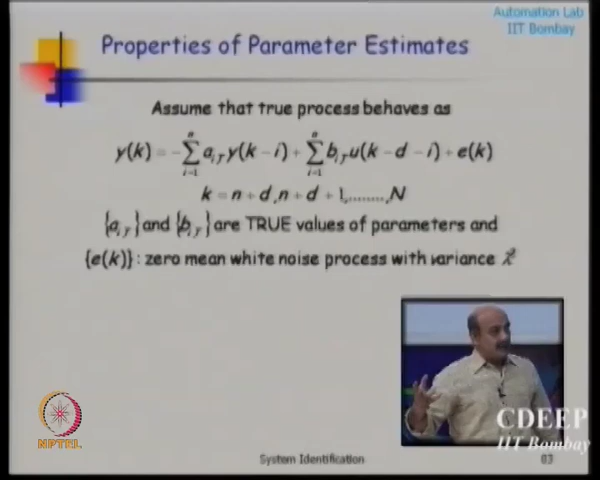 Automation Lab
IIT Bombay
Properties of Parameter Estimates
Assume that true process behaves as
y(k) = -∑ a_{i,T} y(k - i) + ∑ b_{i,T} u(k - d - i) + e(k)
k = n + d, n + d + 1,........,N
{a_{i,T}} and {b_{i,T}} are TRUE values of parameters and
{e(k)} : zero mean white noise process with variance λ²
NPTEL
CDEEP
IIT Bombay
System Identification
83